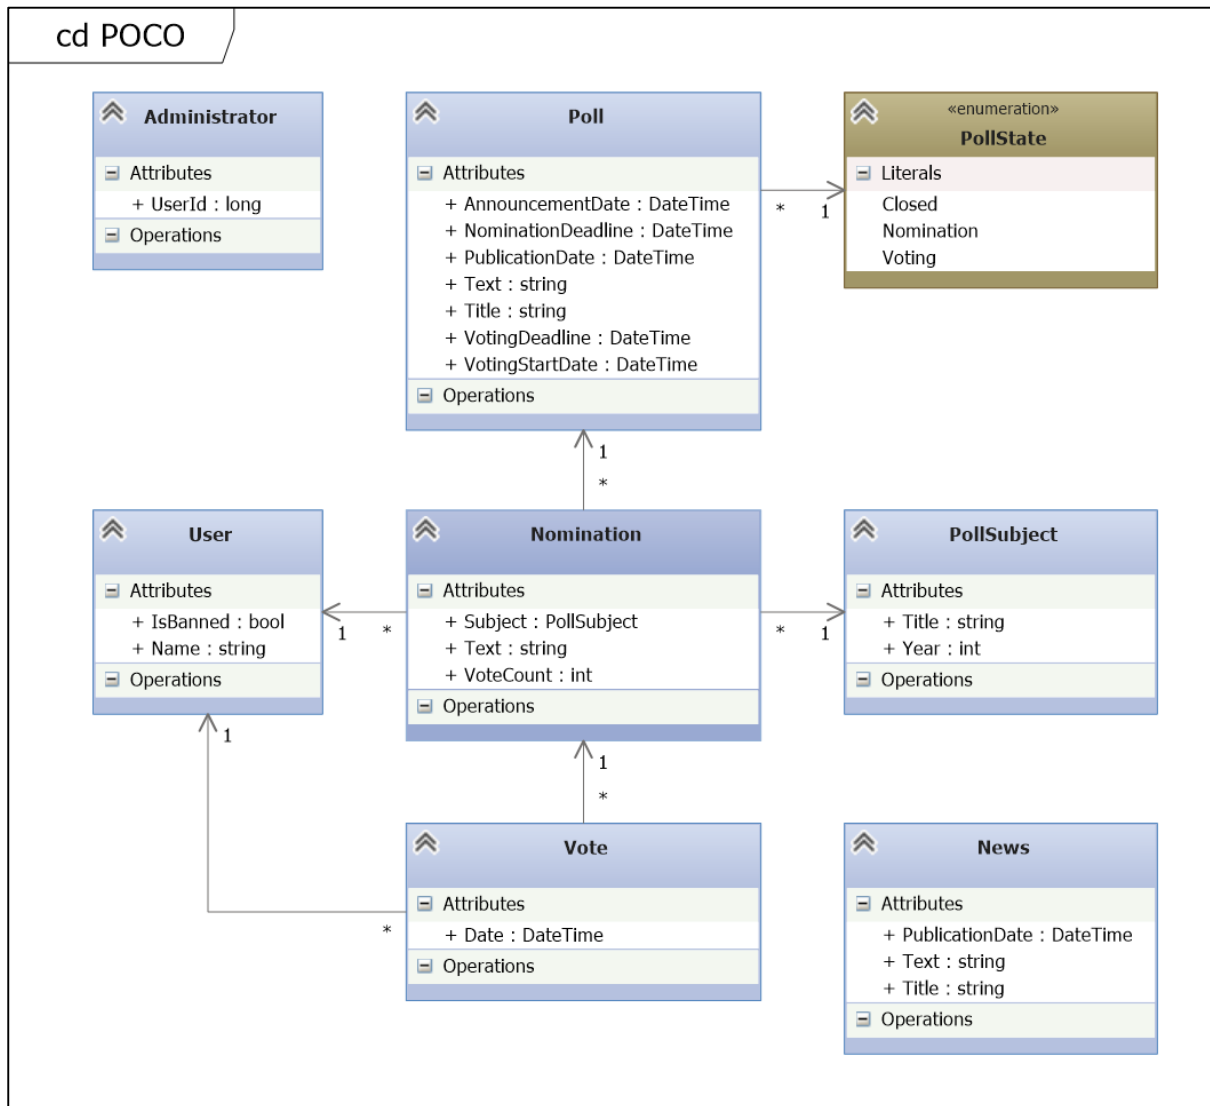 cd POCO
Administrator
Attributes
+ UserId : long
Operations
Poll
Attributes
+ AnnouncementDate : DateTime
+ NominationDeadline : DateTime
+ PublicationDate : DateTime
+ Text : string
+ Title : string
+ VotingDeadline : DateTime
+ VotingStartDate : DateTime
Operations
* 1
«enumeration»
PollState
Literals
Closed
Nomination
Voting
1
*
User
Attributes
+ IsBanned : bool
+ Name : string
Operations
1 *
Nomination
Attributes
+ Subject : PollSubject
+ Text : string
+ VoteCount : int
Operations
* 1
PollSubject
Attributes
+ Title : string
+ Year : int
Operations
1
*
1
*
Vote
Attributes
+ Date : DateTime
Operations
News
Attributes
+ PublicationDate : DateTime
+ Text : string
+ Title : string
Operations